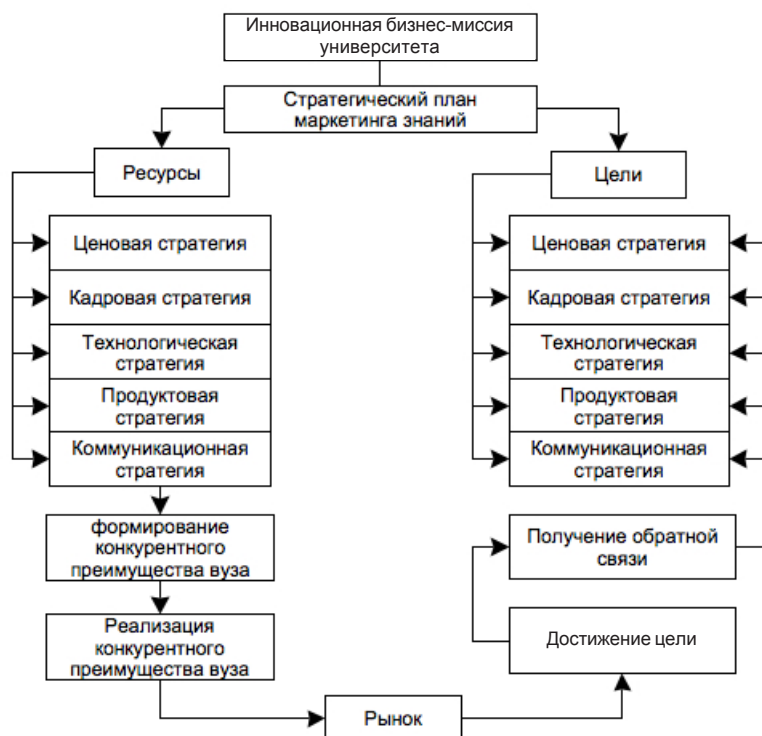 Инновационная бизнес-миссия
университета
Стратегический план
маркетинга знаний
Ресурсы
Цели
Ценовая стратегия
Кадровая стратегия
Технологическая
стратегия
Продуктовая
стратегия
Коммуникационная
стратегия
Ценовая стратегия
Кадровая стратегия
Технологическая
стратегия
Продуктовая
стратегия
Коммуникационная
стратегия
формирование
конкурентного
преимущества вуза
Получение обратной
связи
Реализация
конкурентного
преимущества вуза
Достижение цели
Рынок